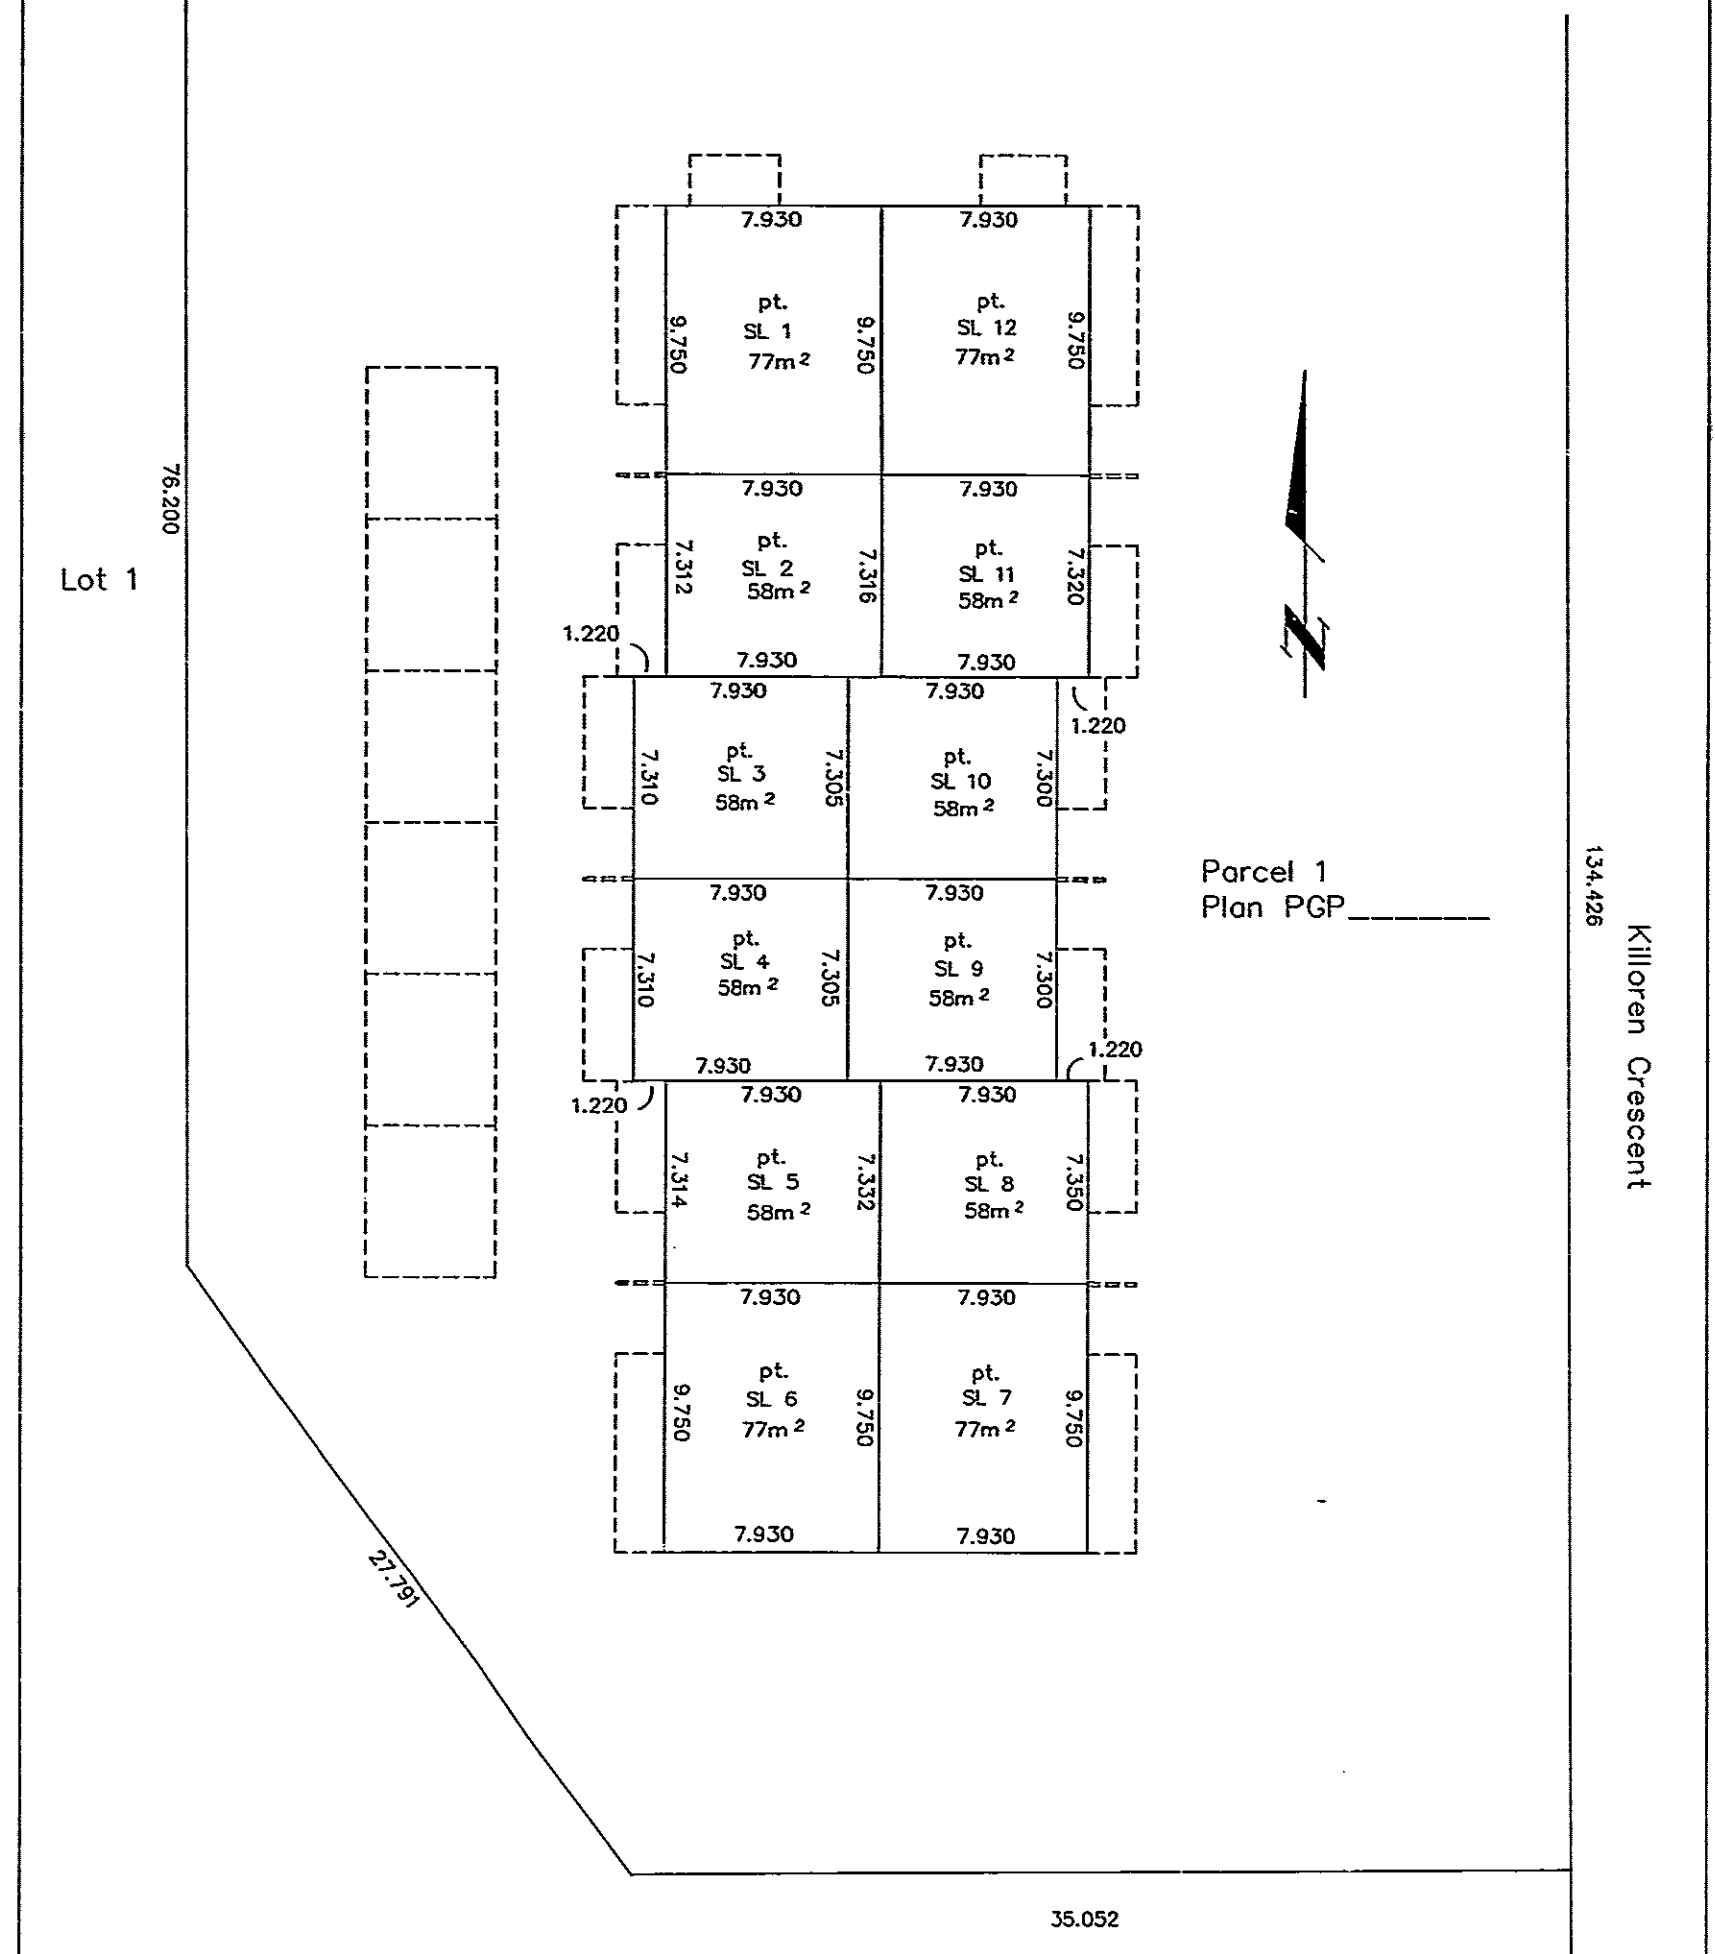 7.930 7.930
pt.
SL 1
77m²
9.750
9.750
pt.
SL 12
77m²
9.750
7.930 7.930
76.200
Lot 1
pt.
SL 2
58m²
7.312
7.316
pt.
SL 11
58m²
7.320
1.220
7.930 7.930
7.930 7.930
1.220
N
pt.
SL 3
58m²
7.310
7.305
pt.
SL 10
58m²
7.300
Parcel 1
Plan PGP_______
134.426
Killoren Crescent
7.930 7.930
pt.
SL 4
58m²
7.310
7.305
pt.
SL 9
58m²
7.300
1.220
7.930 7.930
7.930 7.930
1.220
pt.
SL 5
58m²
7.314
7.332
pt.
SL 8
58m²
7.350
7.930 7.930
pt.
SL 6
77m²
9.750
9.750
pt.
SL 7
77m²
9.750
7.930 7.930
27.791
35.052